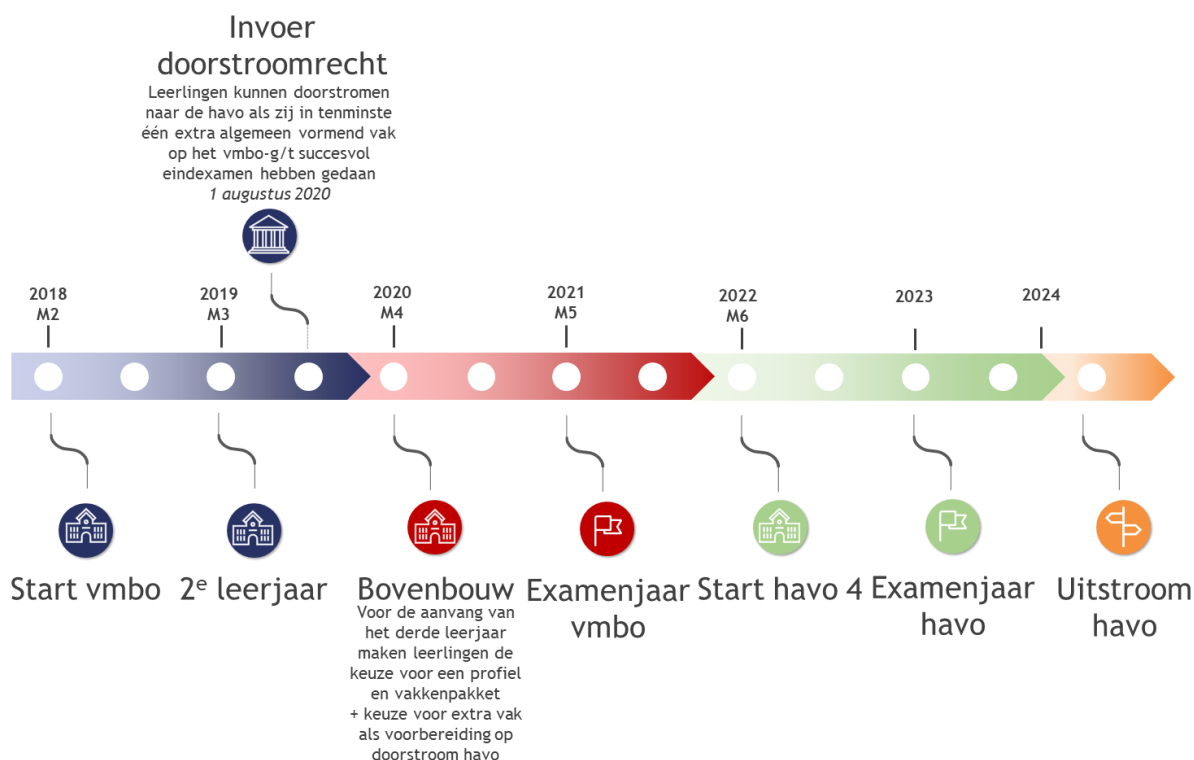 Invoer
doorstroomrecht
Leerlingen kunnen doorstromen
naar de havo als zij in tenminste
één extra algemeen vormend vak
op het vmbo-g/t succesvol
eindexamen hebben gedaan
1 augustus 2020
2018
M2
2019
M3
2020
M4
2021
M5
2022
M6
2023
2024
Start vmbo
2e leerjaar
Bovenbouw
Voor de aanvang van
het derde leerjaar
maken leerlingen de
keuze voor een profiel
en vakkenpakket
+ keuze voor extra vak
als voorbereiding op
doorstroom havo
Examenjaar
vmbo
Start havo 4
Examenjaar
havo
Uitstroom
havo